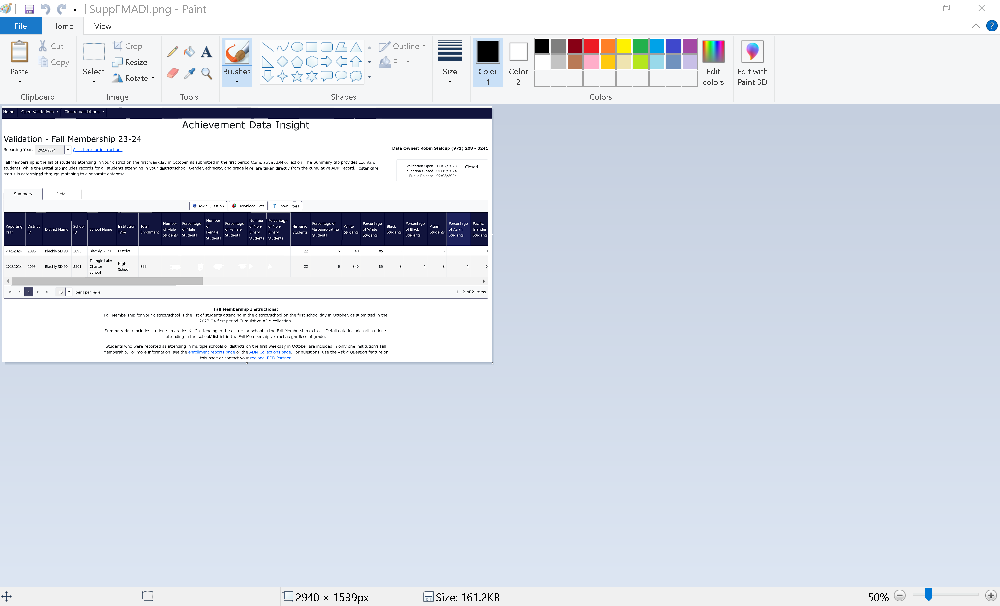 SuppFMADI.png - Paint
File Home View
Paste
Cut
Copy
Clipboard
Select
Crop
Resize
Rotate
Image
Tools
Brushes
Shapes
Outline
Fill
Size
Color 1
Color 2
Edit colors
Colors
Edit with Paint 3D
Home Open Validations Closed Validations
Achievement Data Insight
Validation - Fall Membership 23-24
Reporting Year: 2023-2024 Click here for instructions
Data Owner: Robin Stalcup (971) 208 - 0241
Fall Membership is the list of students attending in your district on the first weekday in October, as submitted in the first period Cumulative ADM collection. The Summary tab provides counts of
students, while the Detail tab includes records for all students attending in your district/school. Gender, ethnicity, and grade level are taken directly from the cumulative ADM record. Foster care
status is determined through matching to a separate database.
Validation Open: 11/02/2023 Closed
Validation Closed: 01/19/2024
Public Release: 02/08/2024
Summary Detail
Ask a Question Download Data Show Filters
Reporting Year District ID District Name School ID School Name Institution Type Total Enrollment Number of Male Students Percentage of Male Students Number of Female Students Percentage of Female Students Number of Non-Binary Students Percentage of Non-Binary Students Hispanic Students Percentage of Hispanic/Latino Students White Students Percentage of White Students Black Students Percentage of Black Students Asian Students Percentage of Asian Students Pacific Islander Students
20232024 2095 Blachly SD 90 2095 Blachly SD 90 District 399 22 6 340 85 3 1 3 1 0
20232024 2095 Blachly SD 90 3401 Triangle Lake Charter School High School 399 22 6 340 85 3 1 3 1 0
1 10 items per page 1 - 2 of 2 items
Fall Membership Instructions:
Fall Membership for your district/school is the list of students attending in the district/school on the first school day in October, as submitted in the
2023-24 first period Cumulative ADM collection.
Summary data includes students in grades K-12 attending in the district or school in the Fall Membership extract. Detail data includes all students
attending in the school/district in the Fall Membership extract, regardless of grade.
Students who were reported as attending in multiple schools or districts on the first weekday in October are included in only one institution's Fall
Membership. For more information, see the enrollment reports page or the ADM Collections page. For questions, use the Ask a Question feature on
this page or contact your regional ESD Partner.
2940 × 1539px
Size: 161.2KB
50%